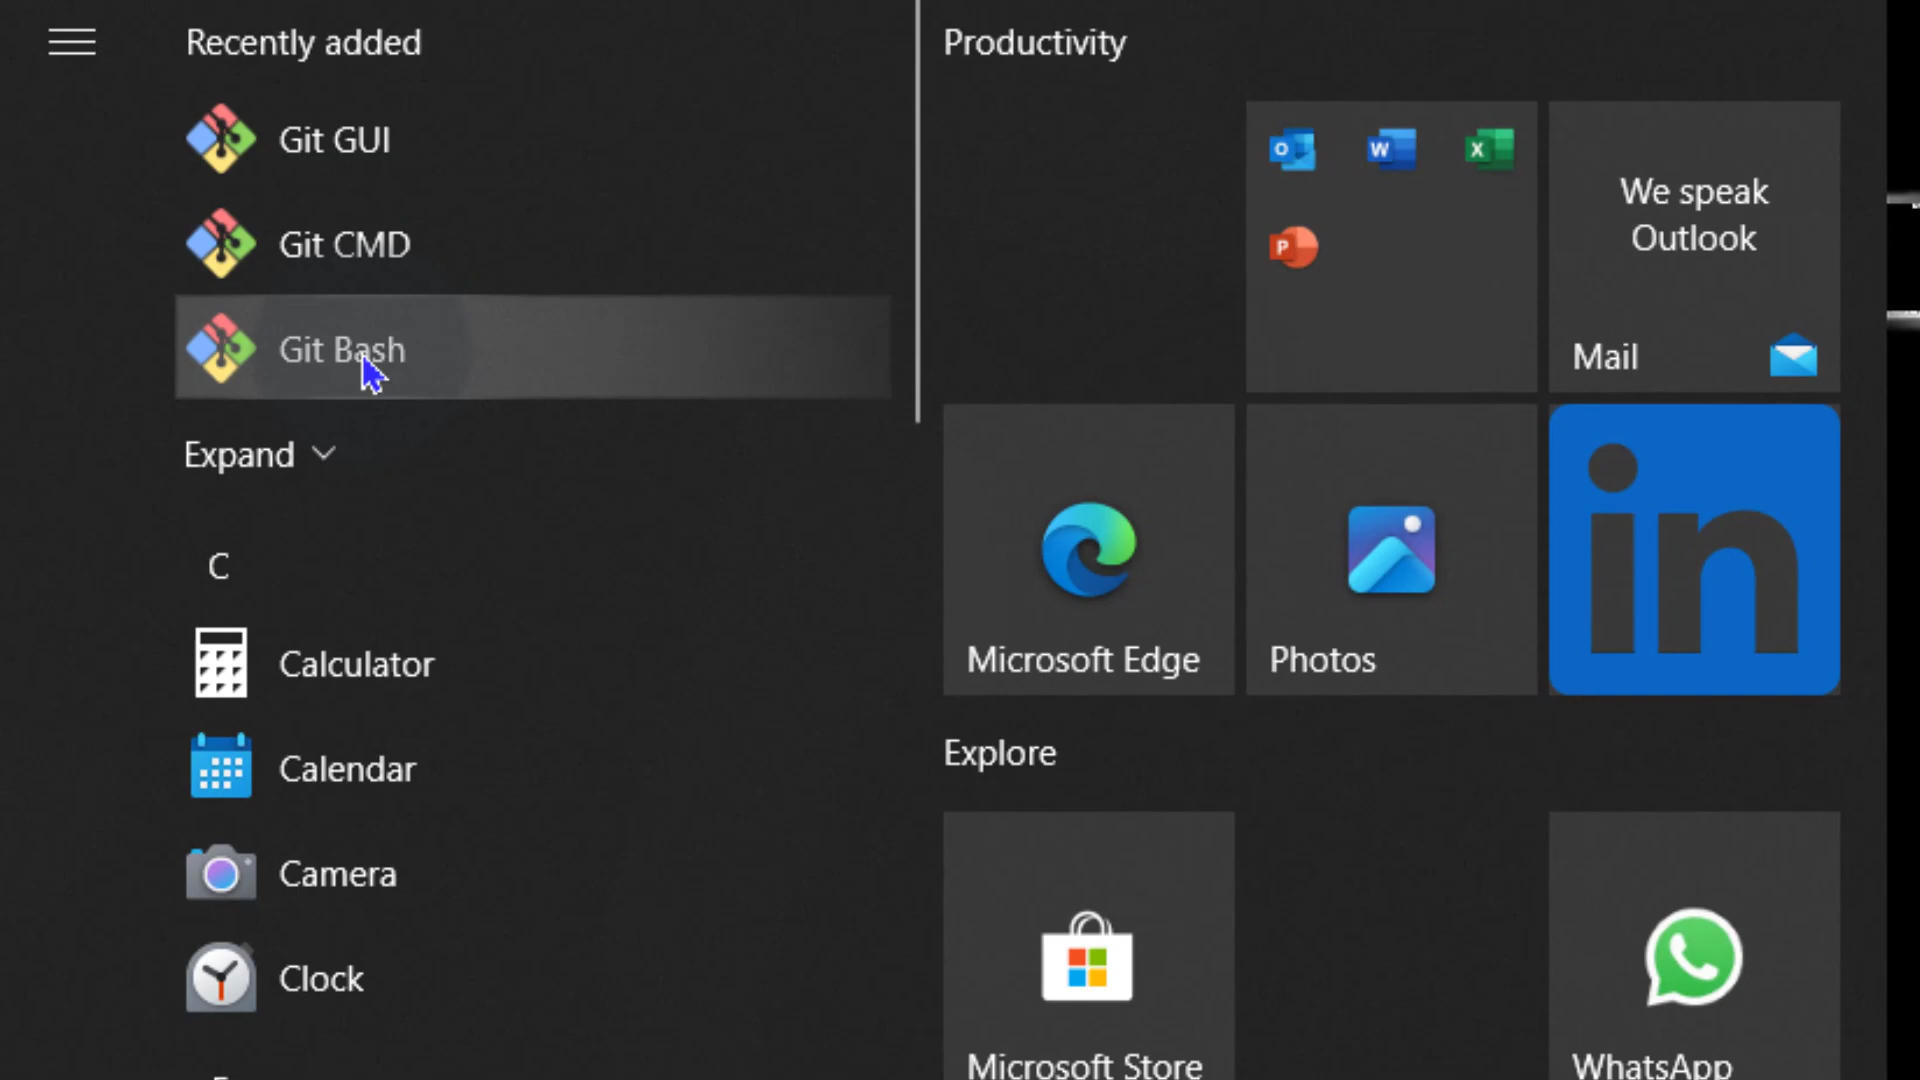 Recently added
Git GUI
Git CMD
Git Bash
Expand
C
Calculator
Calendar
Camera
Clock
Productivity
O
W
X
P
We speak
Outlook
Mail
Microsoft Edge
Photos
in
Explore
Microsoft Store
WhatsApp